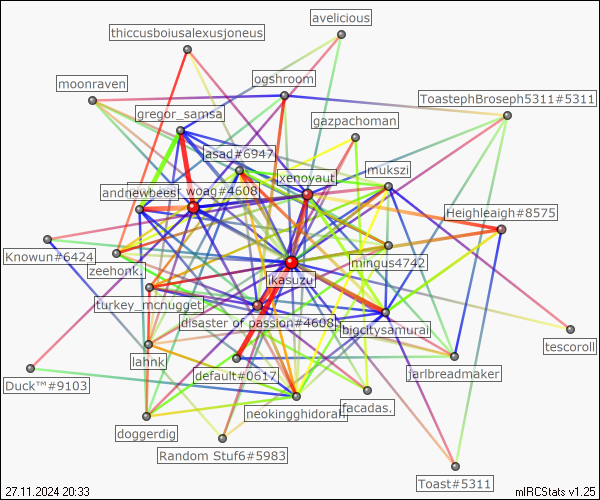 avelicious
thiccusboiusalexusjoneus
ogshroom
moonraven
ToastephBroseph5311#5311
gregor_samsa
gazpachoman
asad#6947
mukszi
xenoyaut
andnewbees
woag#4608
Heighleaigh#8575
Knowun#6424
mingus4742
zeehonk.
ikasuzu
turkey_mcnugget
disaster of passion#4608
bigcitysamurai
tescoroll
lahnk
default#0617
jarlbreadmaker
Duck™#9103
neokingghidorah
facadas.
doggerdig
Random Stuf6#5983
Toast#5311
27.11.2024 20:33
mIRCStats v1.25